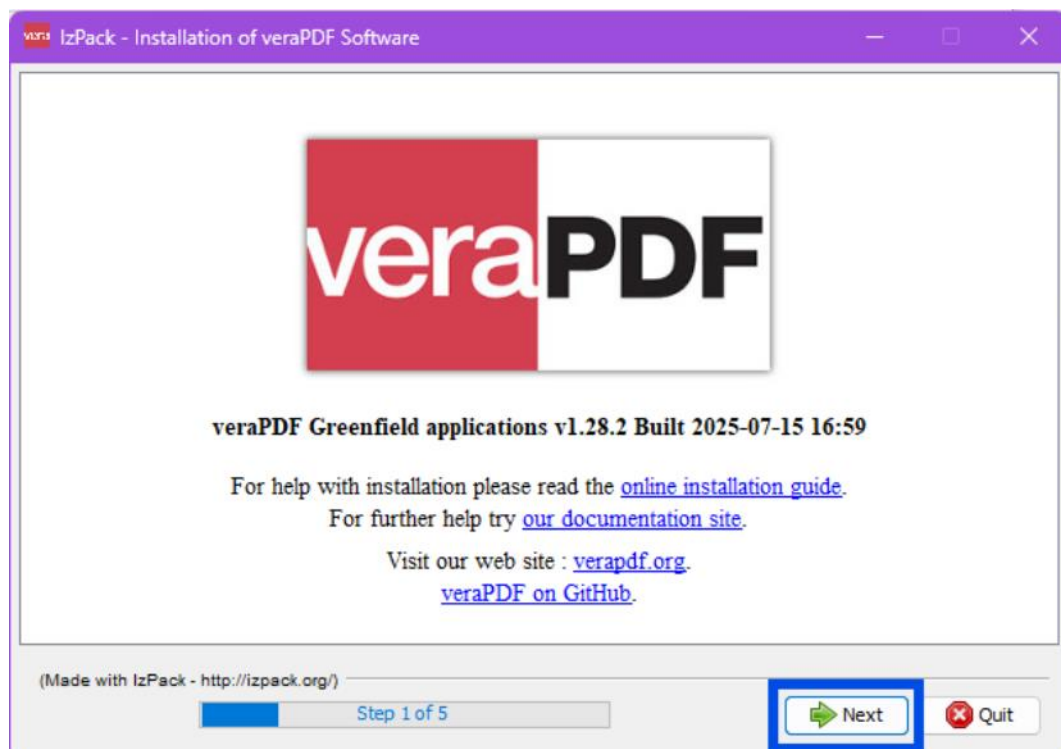 IzPack - Installation of veraPDF Software
veraPDF
veraPDF Greenfield applications v1.28.2 Built 2025-07-15 16:59
For help with installation please read the online installation guide.
For further help try our documentation site.
Visit our web site : verapdf.org.
veraPDF on GitHub.
(Made with IzPack - http://izpack.org/)
Step 1 of 5
Next
Quit